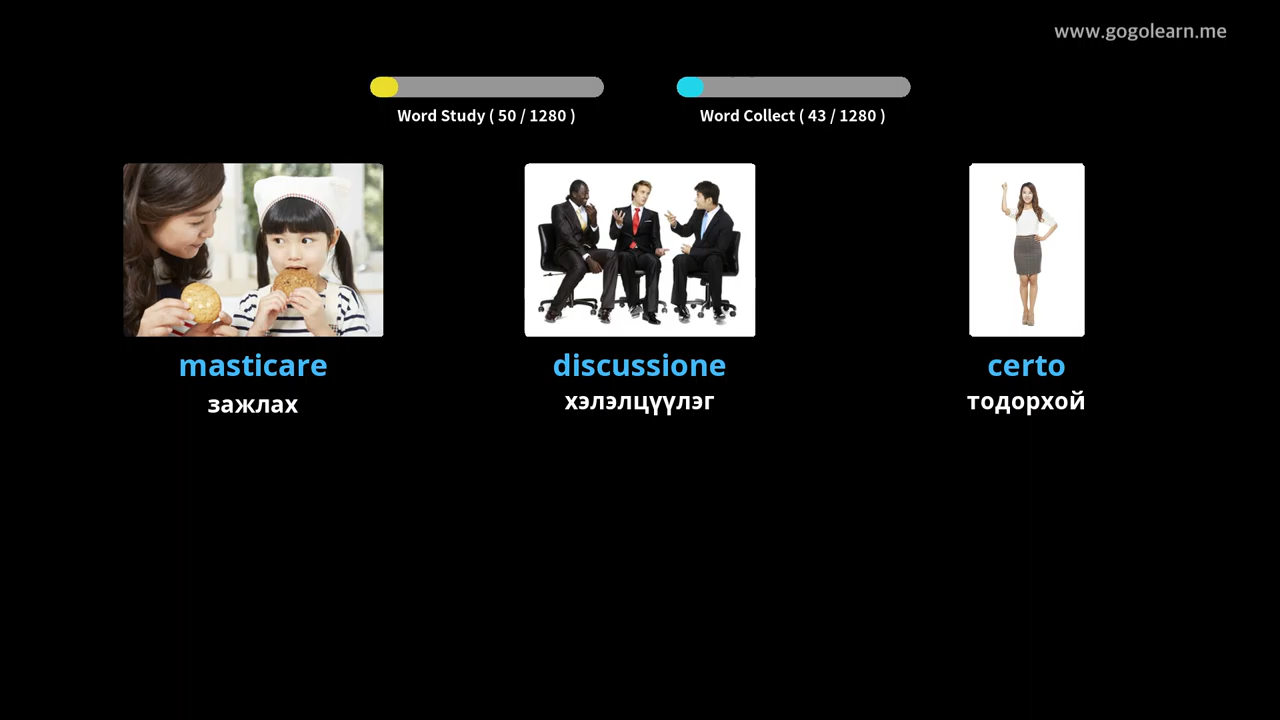 www.gogolearn.me
Word Study ( 50 / 1280 )
Word Collect ( 43 / 1280 )
masticare
зажлах
discussione
хэлэлцүүлэг
certo
тодорхой